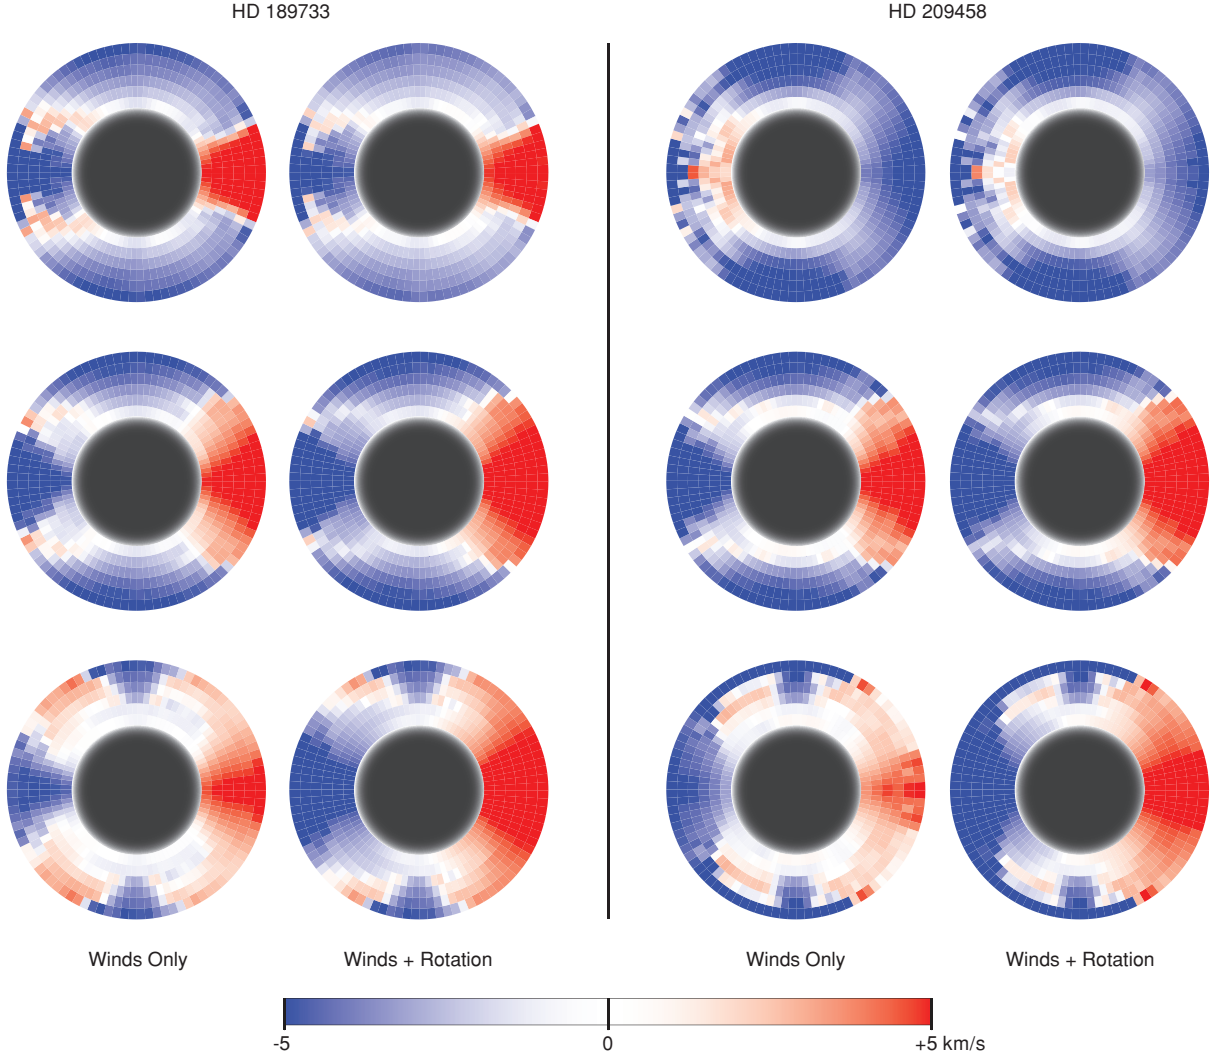 HD 189733
HD 209458
Winds Only
Winds + Rotation
Winds Only
Winds + Rotation
-5
0
+5 km/s